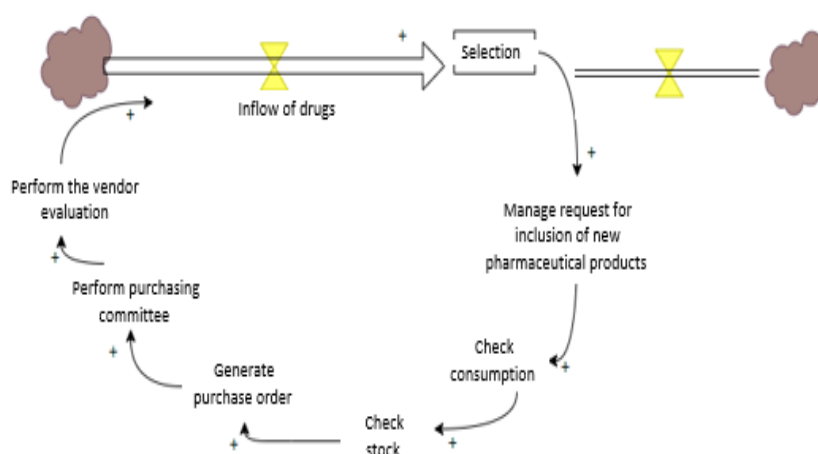 +
Selection
Inflow of drugs
+
+
Perform the vendor
evaluation
Manage request for
inclusion of new
pharmaceutical products
+
Perform purchasing
committee
Check
consumption
+
+
Generate
purchase order
Check
stock
+
+